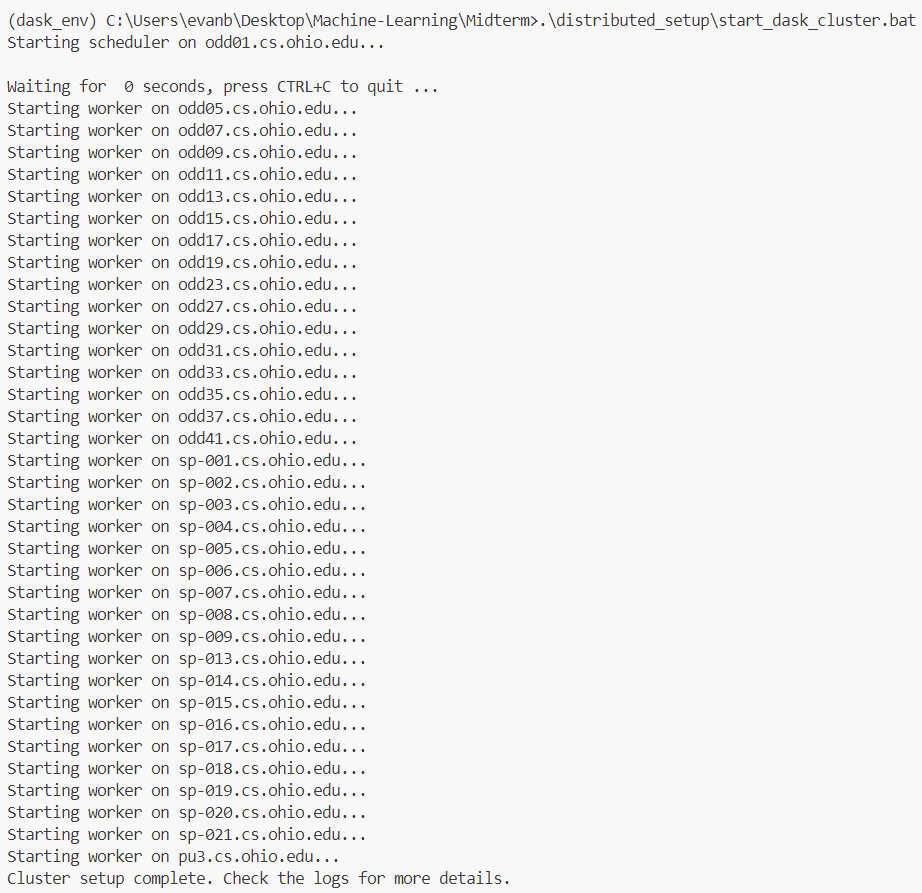 (dask_env) C:\Users\evanb\Desktop\Machine-Learning\Midterm>.\distributed_setup\start_dask_cluster.bat
Starting scheduler on odd01.cs.ohio.edu...

Waiting for  0 seconds, press CTRL+C to quit ...
Starting worker on odd05.cs.ohio.edu...
Starting worker on odd07.cs.ohio.edu...
Starting worker on odd09.cs.ohio.edu...
Starting worker on odd11.cs.ohio.edu...
Starting worker on odd13.cs.ohio.edu...
Starting worker on odd15.cs.ohio.edu...
Starting worker on odd17.cs.ohio.edu...
Starting worker on odd19.cs.ohio.edu...
Starting worker on odd23.cs.ohio.edu...
Starting worker on odd27.cs.ohio.edu...
Starting worker on odd29.cs.ohio.edu...
Starting worker on odd31.cs.ohio.edu...
Starting worker on odd33.cs.ohio.edu...
Starting worker on odd35.cs.ohio.edu...
Starting worker on odd37.cs.ohio.edu...
Starting worker on odd41.cs.ohio.edu...
Starting worker on sp-001.cs.ohio.edu...
Starting worker on sp-002.cs.ohio.edu...
Starting worker on sp-003.cs.ohio.edu...
Starting worker on sp-004.cs.ohio.edu...
Starting worker on sp-005.cs.ohio.edu...
Starting worker on sp-006.cs.ohio.edu...
Starting worker on sp-007.cs.ohio.edu...
Starting worker on sp-008.cs.ohio.edu...
Starting worker on sp-009.cs.ohio.edu...
Starting worker on sp-013.cs.ohio.edu...
Starting worker on sp-014.cs.ohio.edu...
Starting worker on sp-015.cs.ohio.edu...
Starting worker on sp-016.cs.ohio.edu...
Starting worker on sp-017.cs.ohio.edu...
Starting worker on sp-018.cs.ohio.edu...
Starting worker on sp-019.cs.ohio.edu...
Starting worker on sp-020.cs.ohio.edu...
Starting worker on sp-021.cs.ohio.edu...
Starting worker on pu3.cs.ohio.edu...
Cluster setup complete. Check the logs for more details.